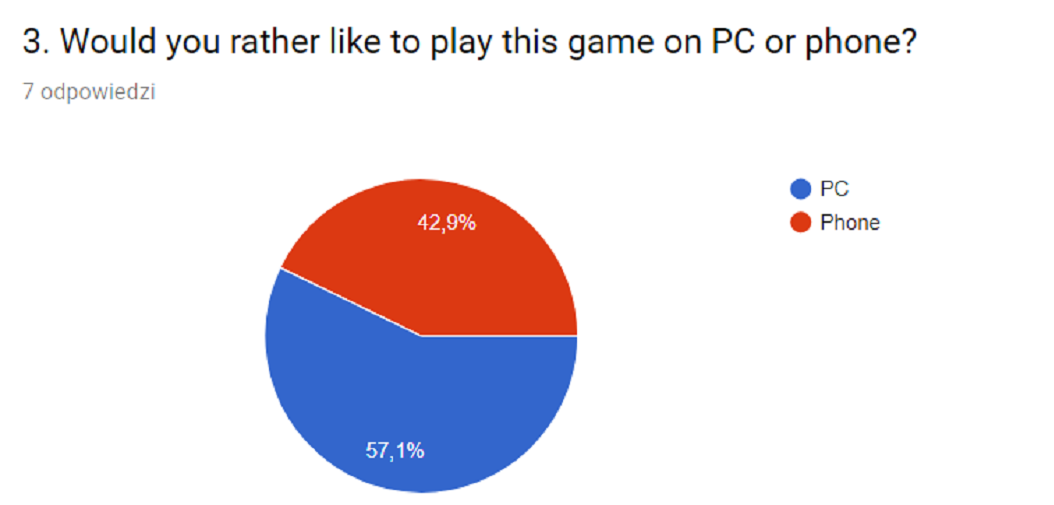 3. Would you rather like to play this game on PC or phone?
7 odpowiedzi
PC
Phone
42,9%
57,1%